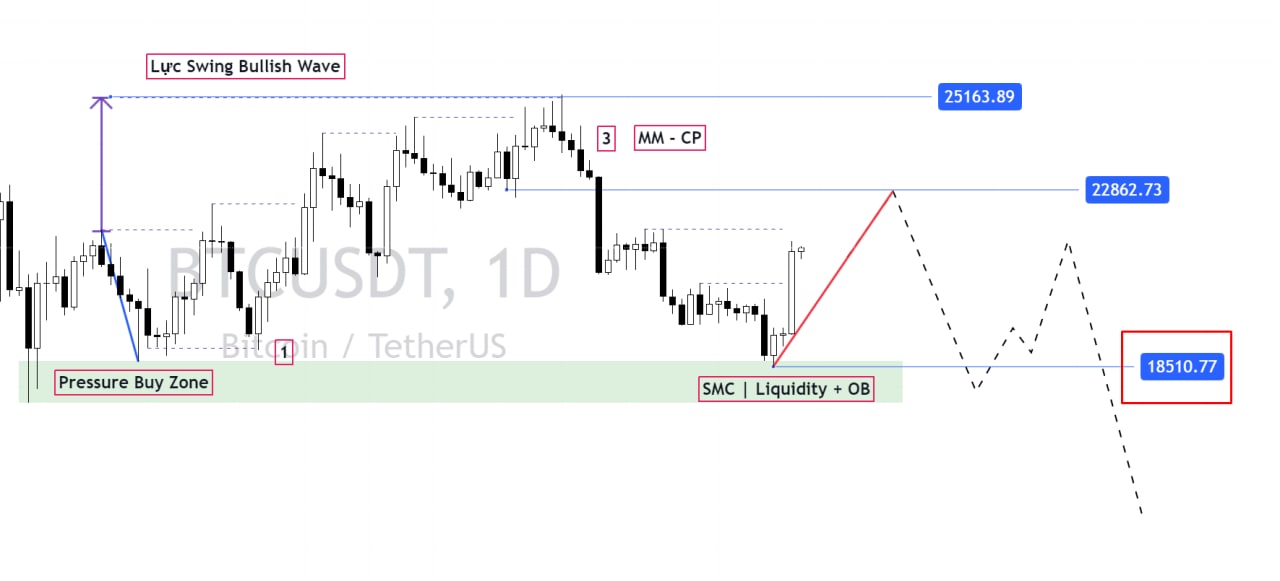 Lực Swing Bullish Wave
25163.89
3
MM - CP
22862.73
BTCUSDT, 1D
Bitcoin / TetherUS
1
18510.77
Pressure Buy Zone
SMC | Liquidity + OB